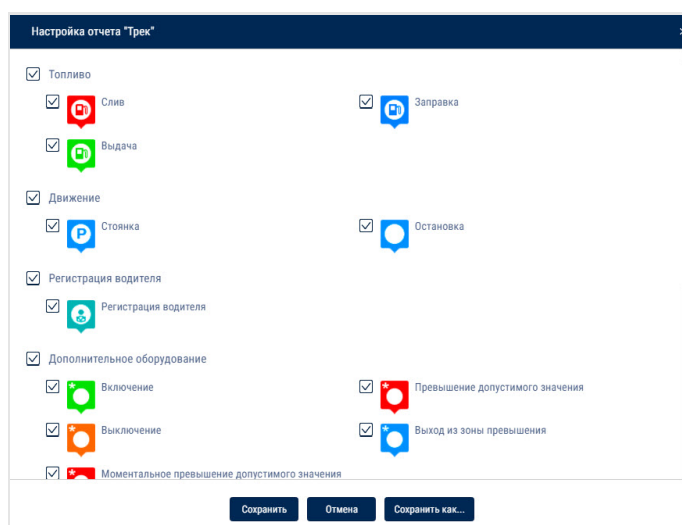 Настройка отчета "Трек"
Топливо
Слив
Заправка
Выдача
Движение
P
Стоянка
Остановка
Регистрация водителя
Регистрация водителя
Дополнительное оборудование
* Включение
* Превышение допустимого значения
* Выключение
* Выход из зоны превышения
* Моментальное превышение допустимого значения
Сохранить Отмена Сохранить как...